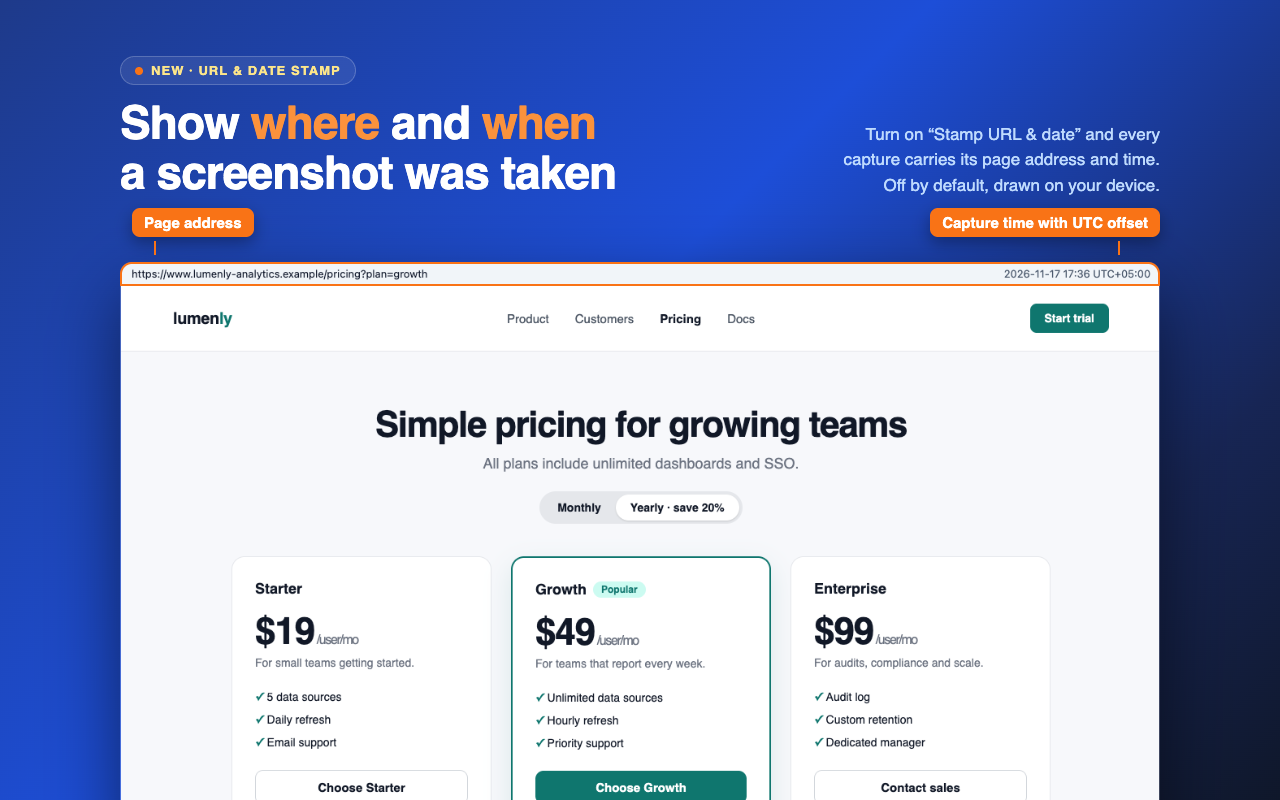 NEW · URL & DATE STAMP
Show where and when
a screenshot was taken
Turn on “Stamp URL & date” and every
capture carries its page address and time.
Off by default, drawn on your device.
Page address
Capture time with UTC offset
https://www.lumenly-analytics.example/pricing?plan=growth
2026-11-17 17:36 UTC+05:00
lumenly
Product
Customers
Pricing
Docs
Start trial
Simple pricing for growing teams
All plans include unlimited dashboards and SSO.
Monthly
Yearly · save 20%
Starter
$19 /user/mo
For small teams getting started.
✓ 5 data sources
✓ Daily refresh
✓ Email support
Choose Starter
Growth
Popular
$49 /user/mo
For teams that report every week.
✓ Unlimited data sources
✓ Hourly refresh
✓ Priority support
Choose Growth
Enterprise
$99 /user/mo
For audits, compliance and scale.
✓ Audit log
✓ Custom retention
✓ Dedicated manager
Contact sales